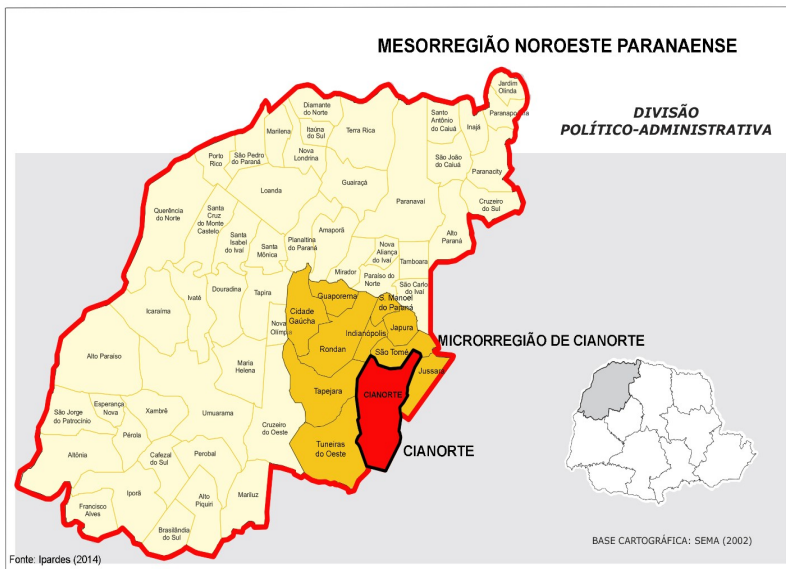 MESORREGIÃO NOROESTE PARANAENSE
DIVISÃO
POLÍTICO-ADMINISTRATIVA
Jardim
Olinda
Diamante
do Norte
Santo
Antônio
do Caiuá
Inajá
Marilena
Itaúna
do Sul
Terra Rica
Porto
Rico
São Pedro
do Paraná
Nova
Londrina
São João
do Caiuá
Paranacity
Loanda
Guairaçá
Paranavaí
Cruzeiro
do Sul
Querência
do Norte
Santa
Cruz
do Monte
Castelo
Santa
Isabel
do Ivaí
Santa
Mônica
Planaltina
do Paraná
Amaporã
Alto
Paraná
Nova
Aliança
do Ivaí
Tamboara
Mirador
Paraíso do
Norte
São Carlo
do Ivaí
Icaraíma
Ivaté
Douradina
Tapira
Nova
Olímpia
Cidade
Gaúcha
Guaporema
S. Manoel
do Paraná
Indianópolis
Japura
Rondan
São Tomé
Jussara
MICRORREGIÃO DE CIANORTE
Alto Paraíso
Maria
Helena
Tapejara
CIANORTE
São Jorge
do Patrocínio
Esperança
Nova
Xambrê
Umuarama
Cruzeiro
do Oeste
Pérola
Tuneiras
do Oeste
CIANORTE
Altônia
Cafezal
do Sul
Perobal
Iporã
Alto
Piquiri
Mariluz
Francisco
Alves
Brasilândia
do Sul
BASE CARTOGRÁFICA: SEMA (2002)
Fonte: Ipardes (2014)